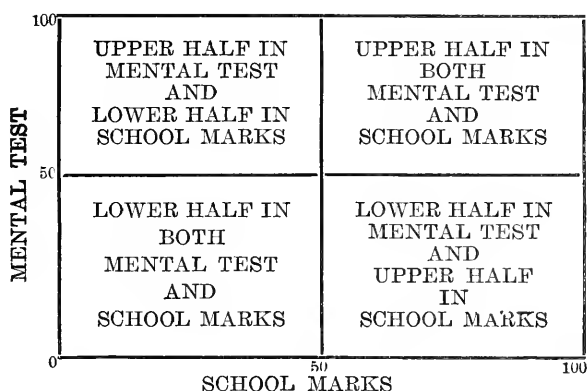 100
UPPER HALF IN
MENTAL TEST
AND
LOWER HALF IN
SCHOOL MARKS
UPPER HALF IN
BOTH
MENTAL TEST
AND
SCHOOL MARKS
MENTAL TEST
50
LOWER HALF IN
BOTH
MENTAL TEST
AND
SCHOOL MARKS
LOWER HALF IN
MENTAL TEST
AND
UPPER HALF
IN
SCHOOL MARKS
0
50
100
SCHOOL MARKS